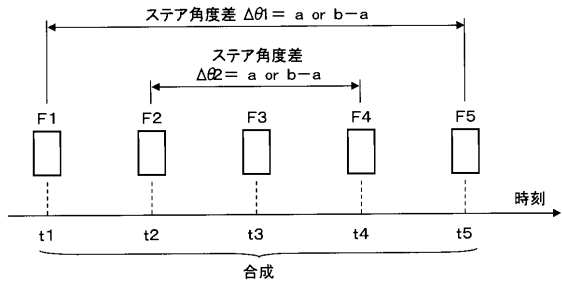 ステア角度差 Δθ1= a or b−a
ステア角度差
Δθ2= a or b−a
F1 F2 F3 F4 F5
時刻
t1 t2 t3 t4 t5
合成